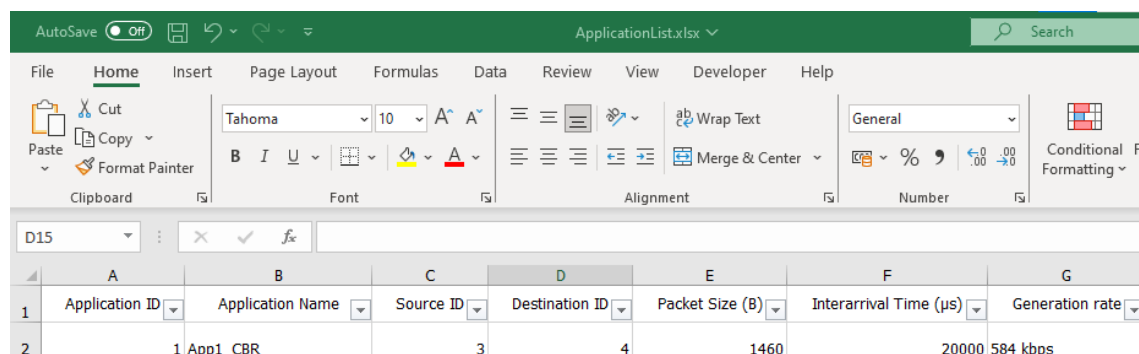 AutoSave Off ApplicationList.xlsx Search
File Home Insert Page Layout Formulas Data Review View Developer Help
Cut
Copy
Paste
Format Painter
Clipboard
Tahoma 10 A A
B I U A
Font
ab Wrap Text
Merge & Center
Alignment
General
% 9 .00
Number
Conditional F
Formatting
D15 fx
A B C D E F G
1 Application ID Application Name Source ID Destination ID Packet Size (B) Interarrival Time (µs) Generation rate
2 1 App1_CBR 3 4 1460 20000 584 kbps